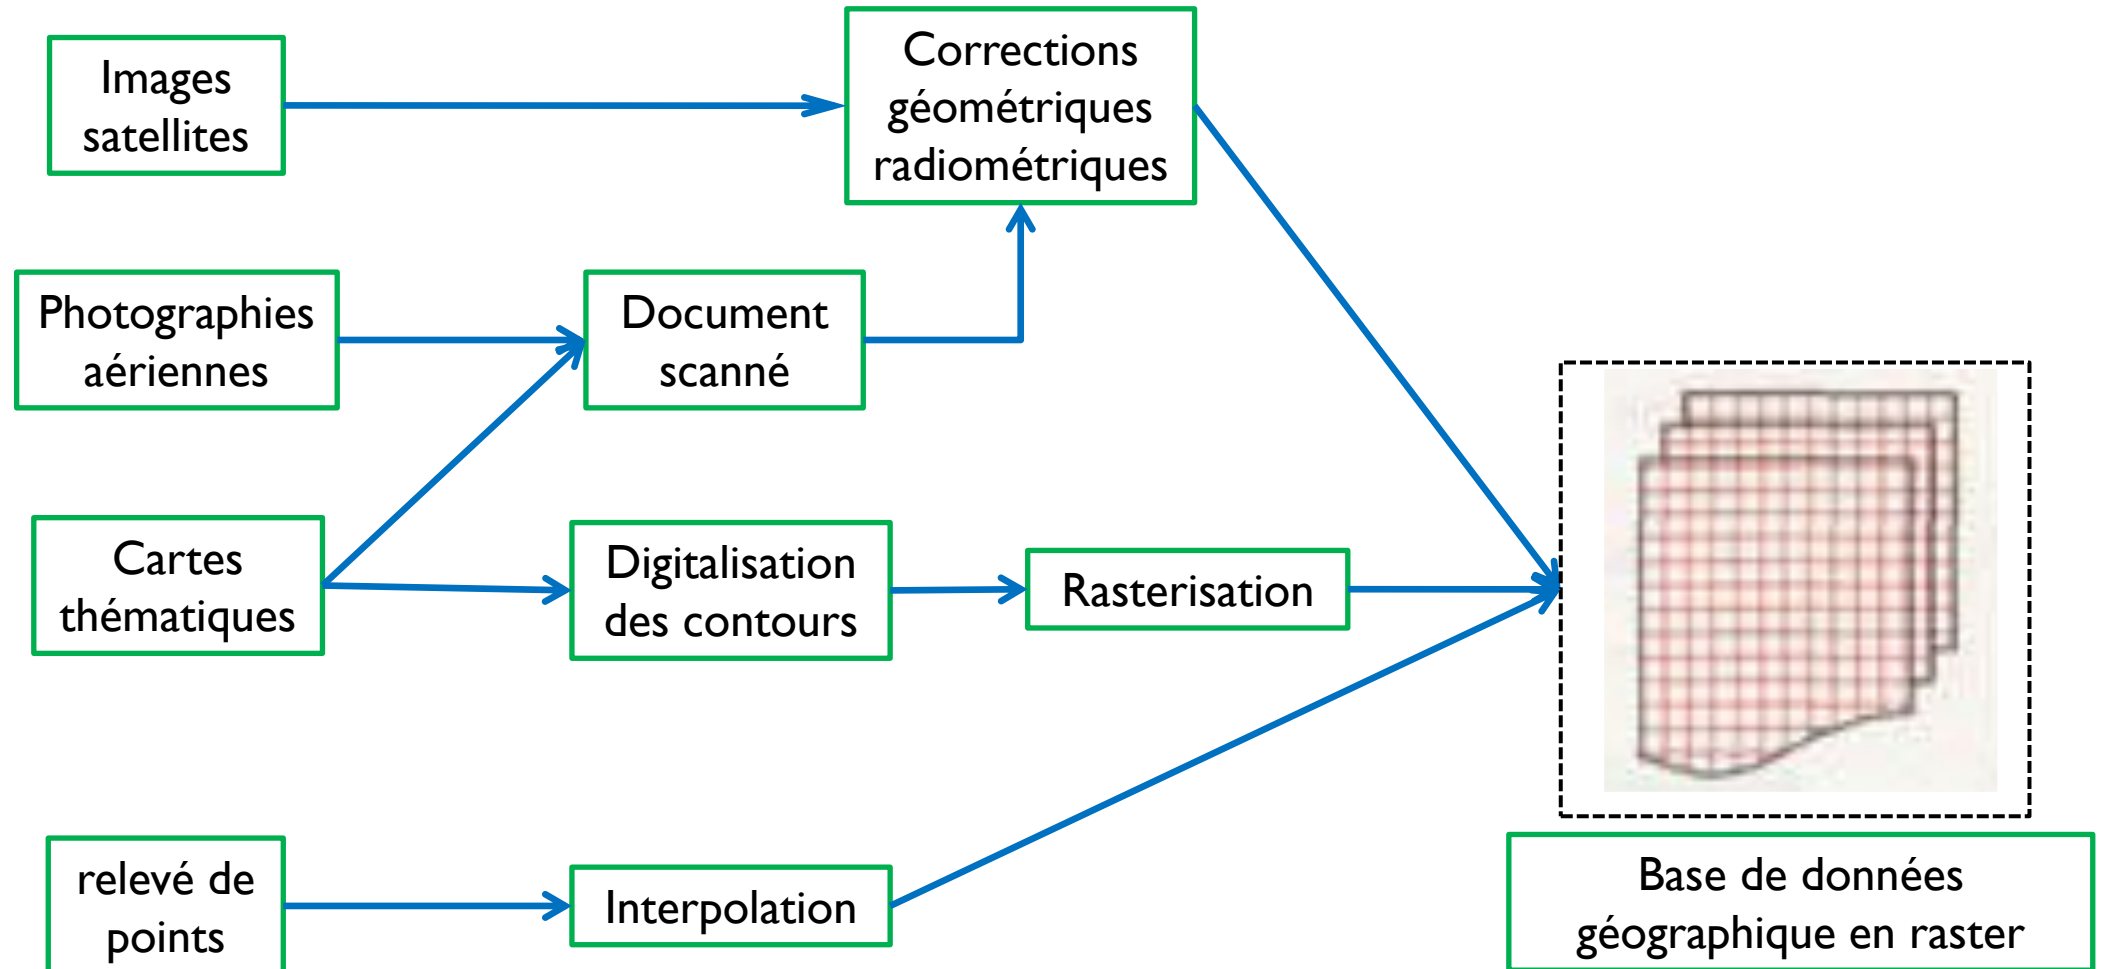 Images
satellites
Corrections
géométriques
radiométriques
Photographies
aériennes
Document
scanné
Cartes
thématiques
Digitalisation
des contours
Rasterisation
relevé de
points
Interpolation
Base de données
géographique en raster